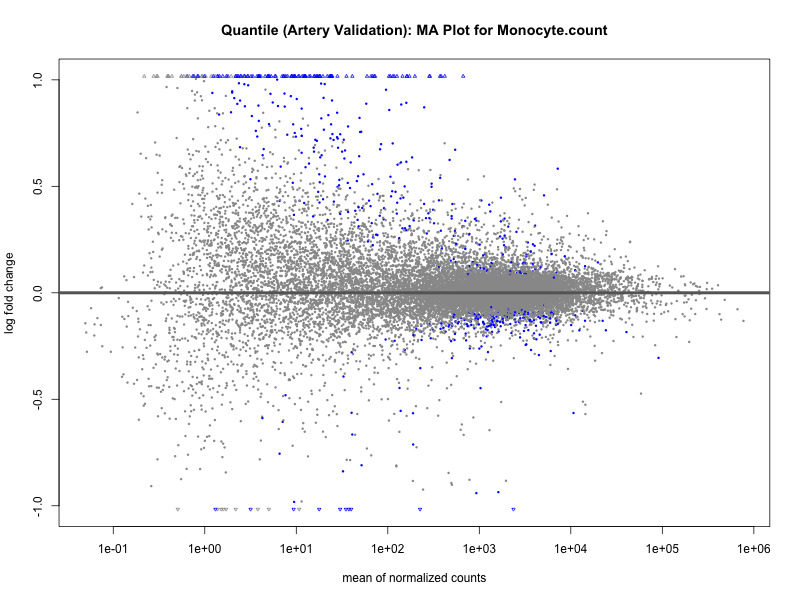 Quantile (Artery Validation): MA Plot for Monocyte.count
1.0
0.5
0.0
-0.5
-1.0
log fold change
1e-01 1e+00 1e+01 1e+02 1e+03 1e+04 1e+05 1e+06
mean of normalized counts